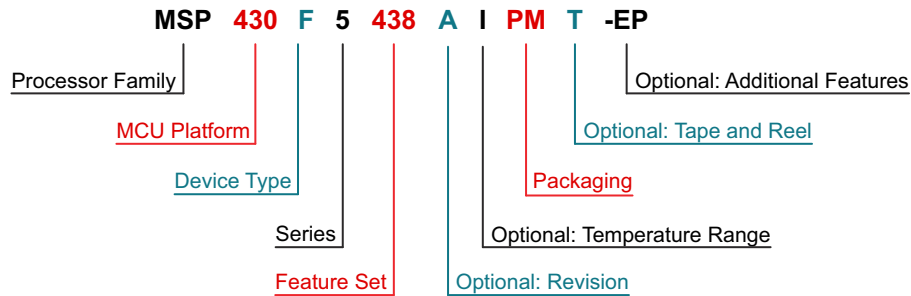 MSP 430 F 5 438 A I PM T -EP
Processor Family
Optional: Additional Features
MCU Platform
Optional: Tape and Reel
Device Type
Packaging
Series
Optional: Temperature Range
Feature Set
Optional: Revision